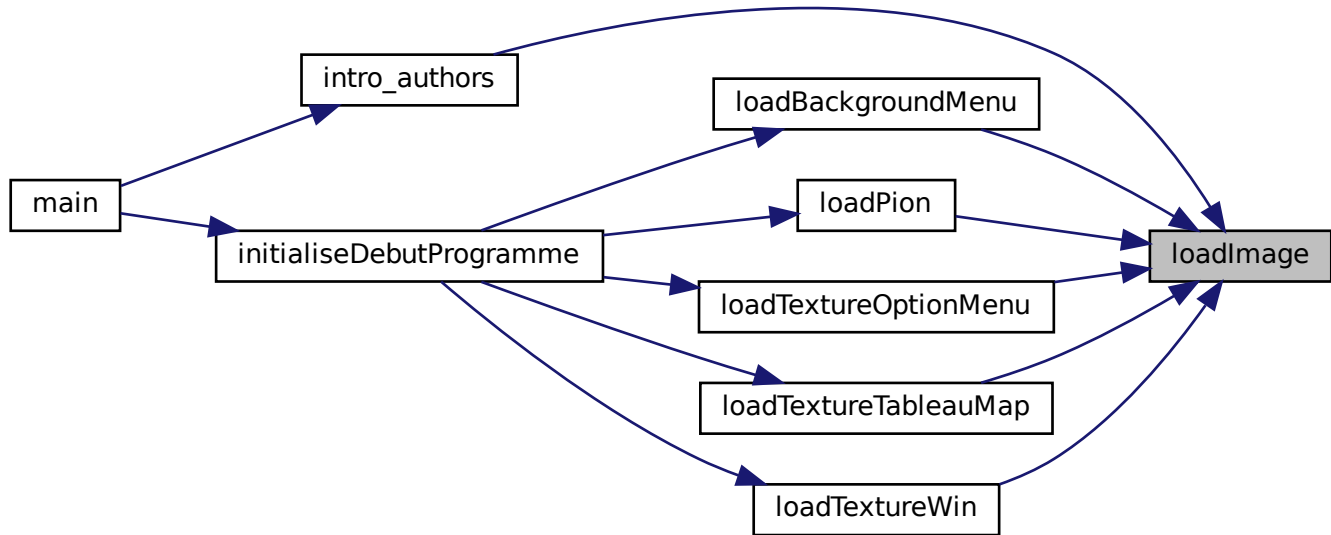 intro_authors
loadBackgroundMenu
main
loadPion
initialiseDebutProgramme
loadImage
loadTextureOptionMenu
loadTextureTableauMap
loadTextureWin